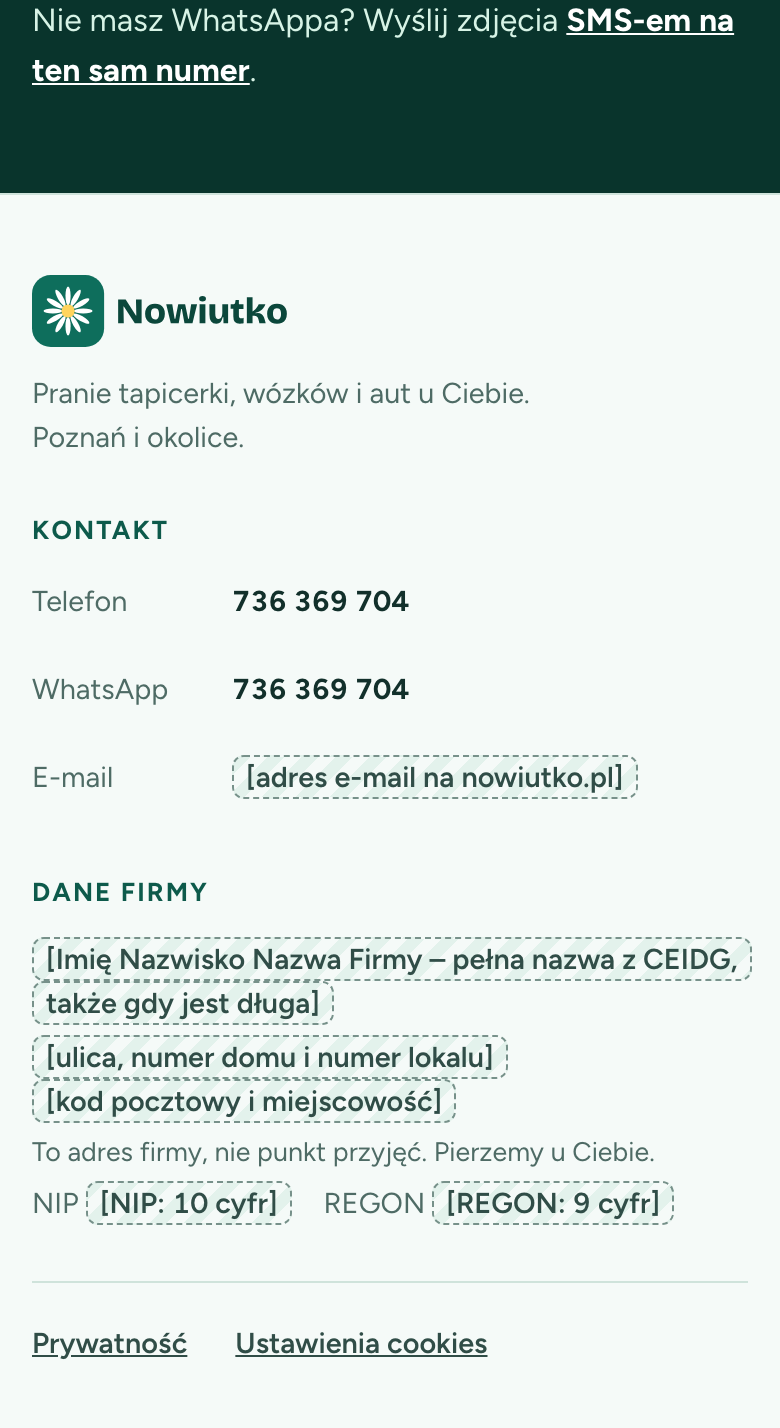 Nie masz WhatsAppa? Wyślij zdjęcia SMS-em na
ten sam numer.
Nowiutko
Pranie tapicerki, wózków i aut u Ciebie.
Poznań i okolice.
KONTAKT
Telefon 736 369 704
WhatsApp 736 369 704
E-mail [adres e-mail na nowiutko.pl]
DANE FIRMY
[Imię Nazwisko Nazwa Firmy – pełna nazwa z CEIDG,
także gdy jest długa]
[ulica, numer domu i numer lokalu]
[kod pocztowy i miejscowość]
To adres firmy, nie punkt przyjęć. Pierzemy u Ciebie.
NIP [NIP: 10 cyfr] REGON [REGON: 9 cyfr]
Prywatność Ustawienia cookies